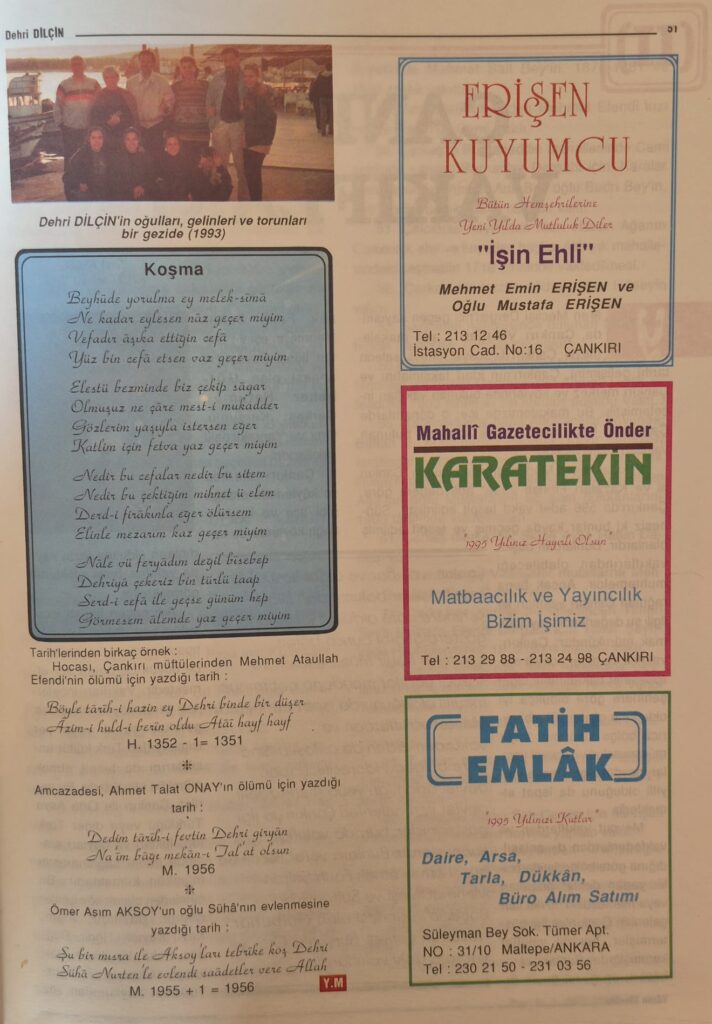 Dehri DİLÇİN
51
Dehri DİLÇİN'in oğulları, gelinleri ve torunları
bir gezide (1993)
Koşma
Beyhûde yorulma ey melek-sîmâ
Ne kadar eylesen nâz geçer miyim
Vefadır âşıka ettiğin cefâ
Yüz bin cefâ etsen vaz geçer miyim
Elestü bezminde biz çekip sâgar
Olmuşuz ne çâre mest-i mukadder
Gözlerim yaşıyla istersen eğer
Katlim için fetva yaz geçer miyim
Nedir bu cefalar nedir bu sitem
Nedir bu çektiğim mihnet ü elem
Derd-i firâkınla eğer ölürsem
Elinle mezarım kaz geçer miyim
Nâle vü feryâdım değil bisebep
Dehriyâ çekeriz bin türlü taap
Serd-i cefâ ile geçse günüm hep
Görmesem âlemde yaz geçer miyim
Tarih'lerinden birkaç örnek :
Hocası, Çankırı müftülerinden Mehmet Ataullah
Efendi'nin ölümü için yazdığı tarih :
Böyle târih-i hazin ey Dehri binde bir düşer
Âzim-i huld-i berîn oldu Atâî hayf hayf
H. 1352 - 1= 1351
Amcazadesi, Ahmet Talat ONAY'ın ölümü için yazdığı
tarih :
Dedim târih-i fevtin Dehri giryân
Na'im bâğı mekân-ı Tal'at olsun
M. 1956
Ömer Asım AKSOY'un oğlu Sühâ'nın evlenmesine
yazdığı tarih :
Şu bir mısra ile Aksoy'ları tebrike koş Dehri
Sühâ Nurten'le evlendi saâdetler vere Allah
M. 1955 + 1 = 1956
Y.M
ERİŞEN
KUYUMCU
Bütün Hemşehrilerine
Yeni Yılda Mutluluk Diler
"İşin Ehli"
Mehmet Emin ERİŞEN ve
Oğlu Mustafa ERİŞEN
Tel : 213 12 46
İstasyon Cad. No:16 ÇANKIRI
Mahallî Gazetecilikte Önder
KARATEKİN
"1995 Yılınız Hayırlı Olsun"
Matbaacılık ve Yayıncılık
Bizim İşimiz
Tel : 213 29 88 - 213 24 98 ÇANKIRI
FATİH
EMLÂK
"1995 Yılınızı Kutlar"
Daire, Arsa,
Tarla, Dükkân,
Büro Alım Satımı
Süleyman Bey Sok. Tümer Apt.
NO : 31/10 Maltepe/ANKARA
Tel : 230 21 50 - 231 03 56